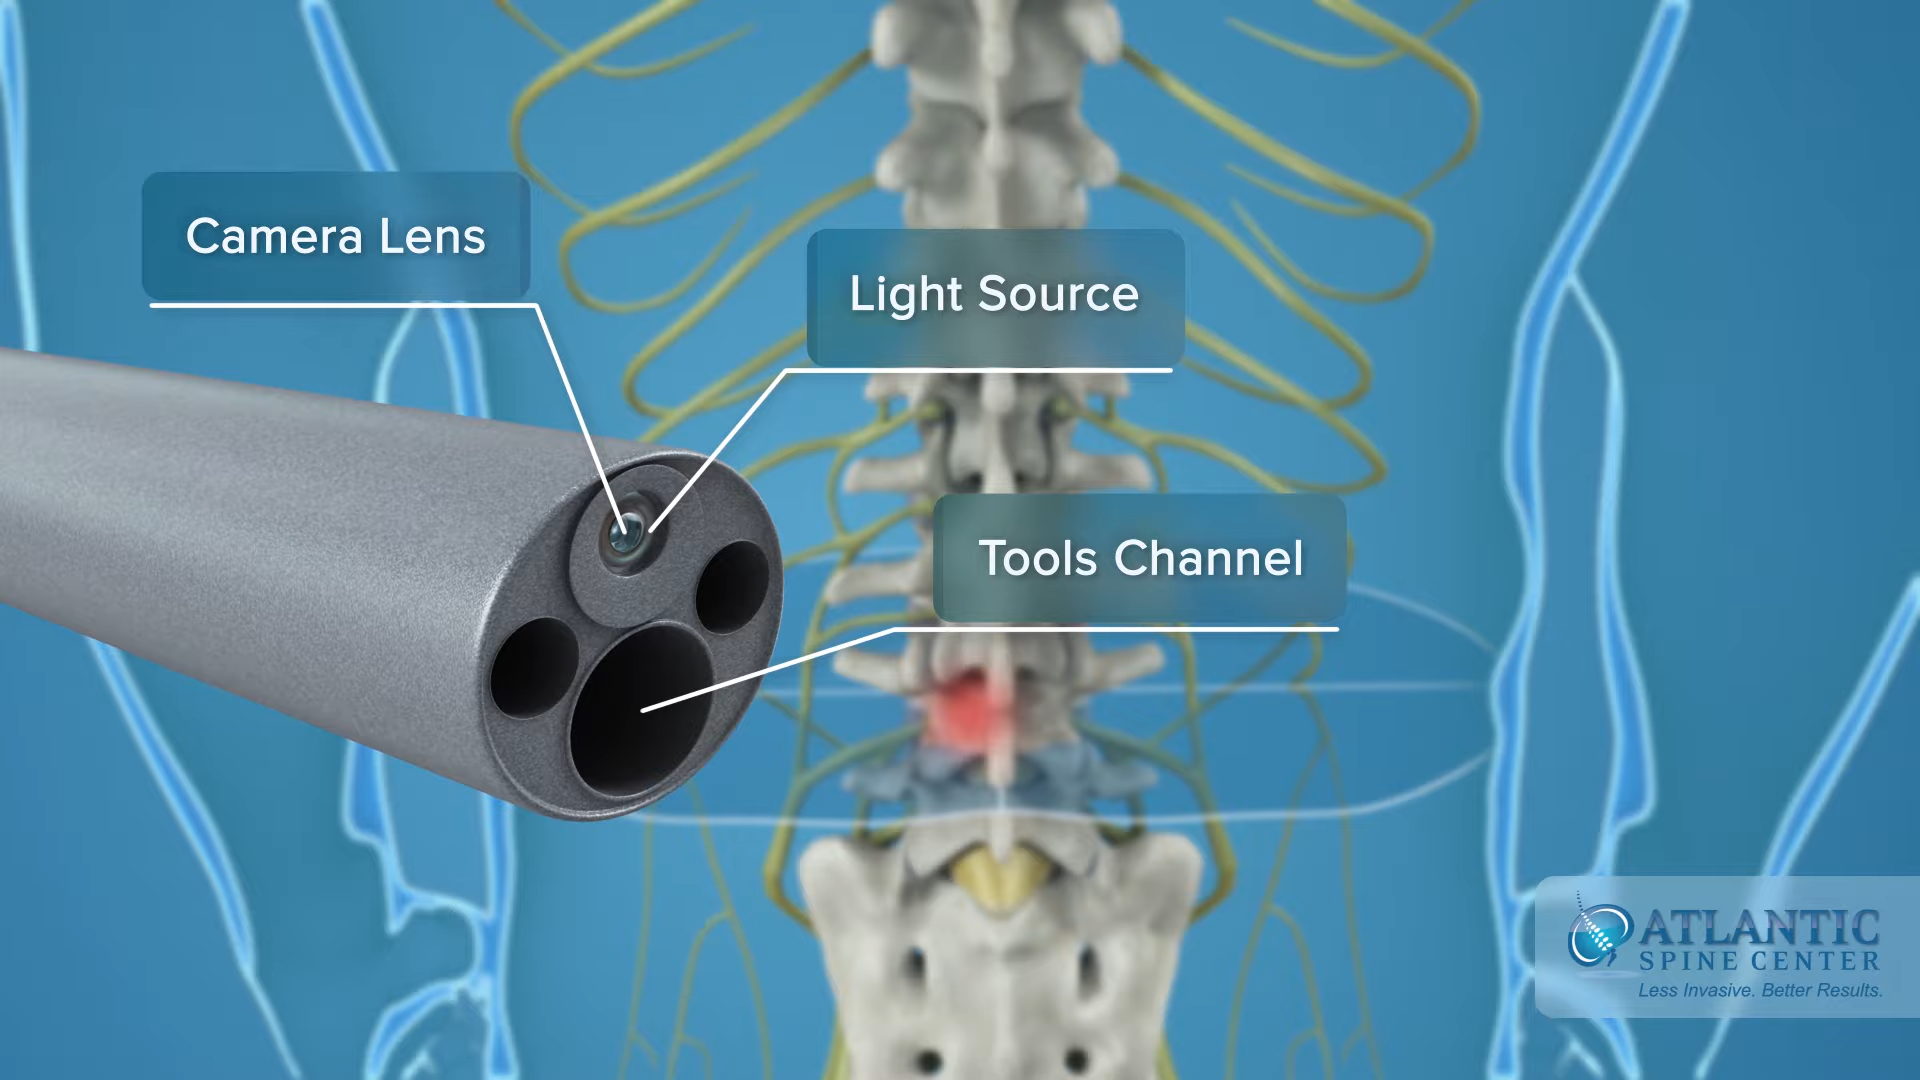 Camera Lens
Light Source
Tools Channel
ATLANTIC
SPINE CENTER
Less Invasive. Better Results.